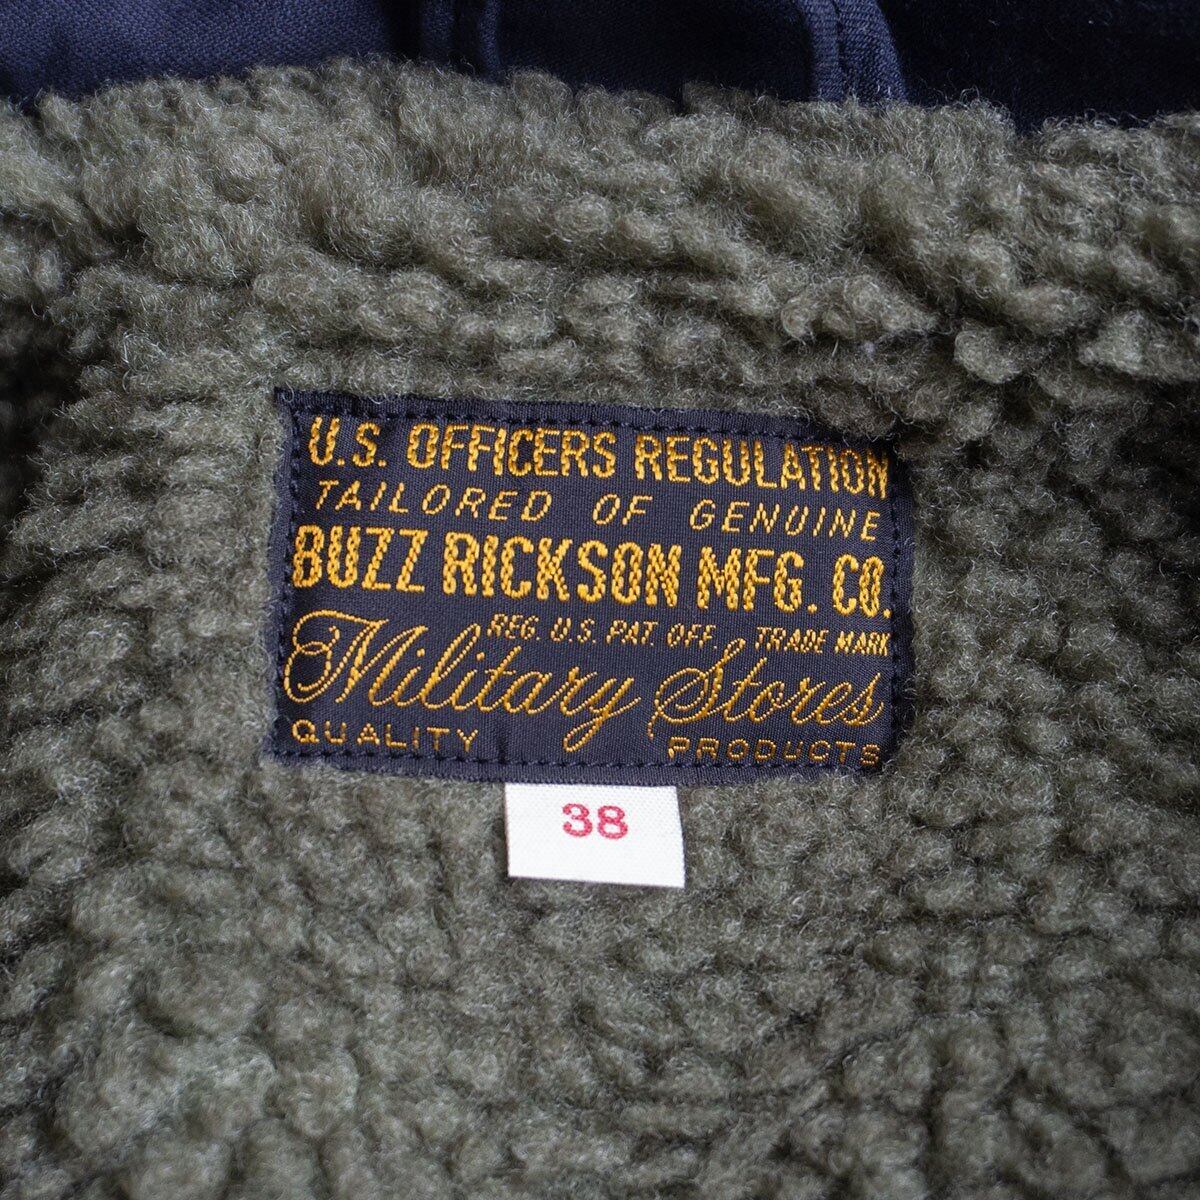 U.S. OFFICERS REGULATION
TAILORED OF GENUINE
BUZZ RICKSON MFG. CO.
REG. U.S. PAT. OFF. TRADE MARK
Military Stores
QUALITY PRODUCTS
38